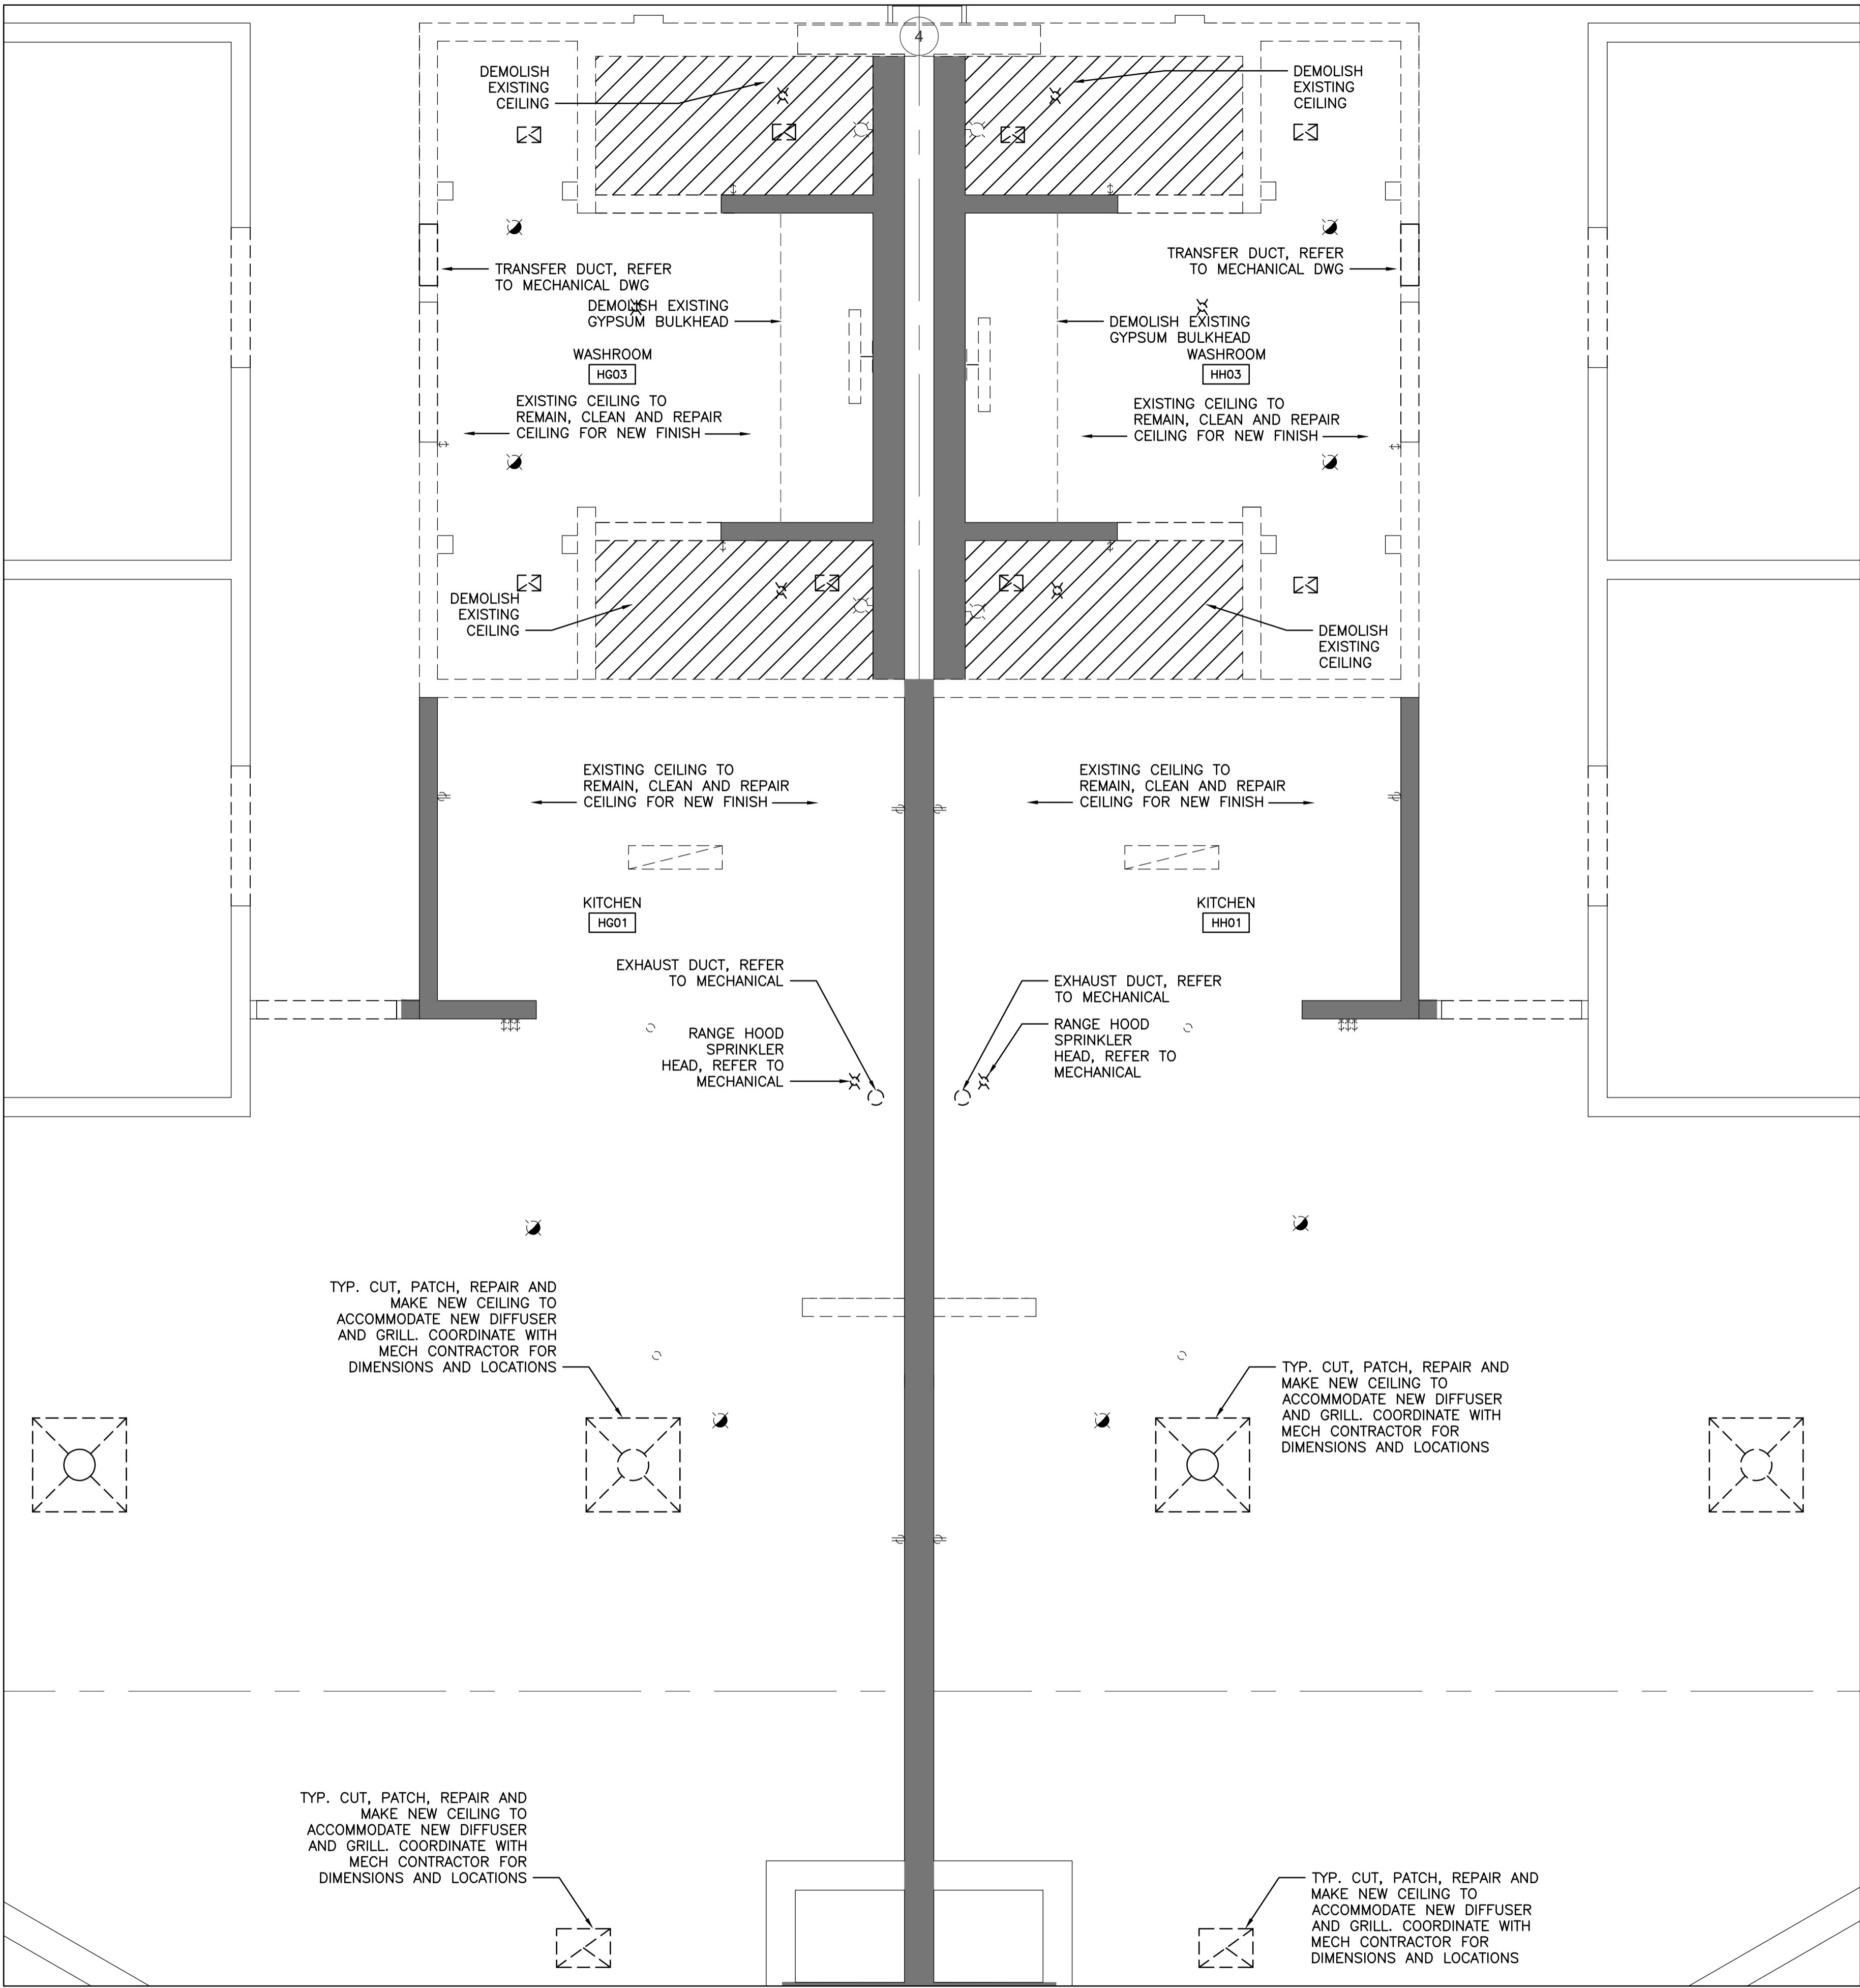 4
DEMOLISH
EXISTING
CEILING
DEMOLISH
EXISTING
CEILING
TRANSFER DUCT, REFER
TO MECHANICAL DWG
TRANSFER DUCT, REFER
TO MECHANICAL DWG
DEMOLISH EXISTING
GYPSUM BULKHEAD
DEMOLISH EXISTING
GYPSUM BULKHEAD
WASHROOM
HG03
WASHROOM
HH03
EXISTING CEILING TO
REMAIN, CLEAN AND REPAIR
CEILING FOR NEW FINISH
EXISTING CEILING TO
REMAIN, CLEAN AND REPAIR
CEILING FOR NEW FINISH
DEMOLISH
EXISTING
CEILING
DEMOLISH
EXISTING
CEILING
EXISTING CEILING TO
REMAIN, CLEAN AND REPAIR
CEILING FOR NEW FINISH
EXISTING CEILING TO
REMAIN, CLEAN AND REPAIR
CEILING FOR NEW FINISH
KITCHEN
HG01
KITCHEN
HH01
EXHAUST DUCT, REFER
TO MECHANICAL
EXHAUST DUCT, REFER
TO MECHANICAL
RANGE HOOD
SPRINKLER
HEAD, REFER TO
MECHANICAL
RANGE HOOD
SPRINKLER
HEAD, REFER TO
MECHANICAL
TYP. CUT, PATCH, REPAIR AND
MAKE NEW CEILING TO
ACCOMMODATE NEW DIFFUSER
AND GRILL. COORDINATE WITH
MECH CONTRACTOR FOR
DIMENSIONS AND LOCATIONS
TYP. CUT, PATCH, REPAIR AND
MAKE NEW CEILING TO
ACCOMMODATE NEW DIFFUSER
AND GRILL. COORDINATE WITH
MECH CONTRACTOR FOR
DIMENSIONS AND LOCATIONS
TYP. CUT, PATCH, REPAIR AND
MAKE NEW CEILING TO
ACCOMMODATE NEW DIFFUSER
AND GRILL. COORDINATE WITH
MECH CONTRACTOR FOR
DIMENSIONS AND LOCATIONS
TYP. CUT, PATCH, REPAIR AND
MAKE NEW CEILING TO
ACCOMMODATE NEW DIFFUSER
AND GRILL. COORDINATE WITH
MECH CONTRACTOR FOR
DIMENSIONS AND LOCATIONS